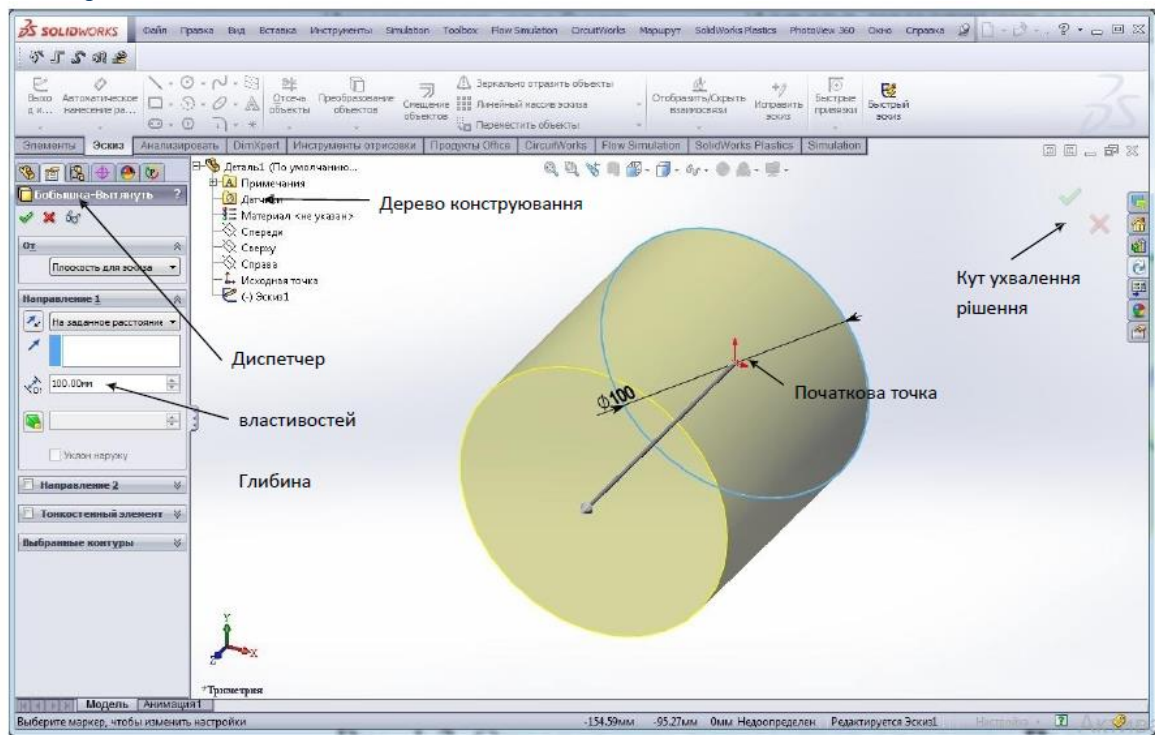 SOLIDWORKS Файл Правка Вид Вставка Инструменты Simulation Toolbox Flow Simulation CircuitWorks Маршрут SolidWorks Plastics PhotoView 360 Окно Справка
Зеркально отразить объекты
Автоматическое нанесение ра...
Отсечь объекты
Преобразование объектов
Смещение объектов
Линейный массив эскиза
Переместить объекты
Отобразить/Скрыть взаимосвязи
Исправить эскиз
Быстрые привязки
Быстрый эскиз
Элементы Эскиз Анализировать DimXpert Инструменты отрисовки Продукты Office CircuitWorks Flow Simulation SolidWorks Plastics Simulation
Бобышка-Вытянуть ?
От
Плоскость для эскиза
Направление 1
На заданное расстояние
100.00мм
Уклон наружу
Направление 2
Тонкостенный элемент
Выбранные контуры
Деталь1 (По умолчанию...
Примечания
Материал <не указан>
Спереди
Сверху
Справа
Исходная точка
(-) Эскиз1
Дерево конструювання
Кут ухвалення
рішення
Диспетчер
властивостей
Глибина
Початкова точка
Ф100
Y
X
Z
*Триметрия
Модель Анимация1
Выберите маркер, чтобы изменить настройки -154.59мм -95.27мм 0мм Недоопределен Редактируется Эскиз1